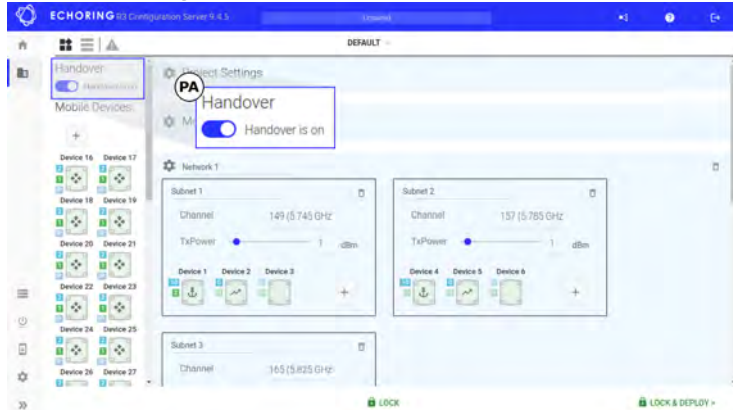 ECHORING R3 Configuration Server 9.4.5
Unsaved
DEFAULT
Handover
Handover is on
Mobile Devices
Project Settings
PA
Handover
Handover is on
Network 1
Device 16 Device 17
Device 18 Device 19
Device 20 Device 21
Device 22 Device 23
Device 24 Device 25
Device 26 Device 27
Subnet 1
Channel 149 (5.745 GHz
TxPower 1 dBm
Device 1 Device 2 Device 3
Subnet 2
Channel 157 (5.785 GHz
TxPower 1 dBm
Device 4 Device 5 Device 6
Subnet 3
Channel 165 (5.825 GHz
LOCK
LOCK & DEPLOY >